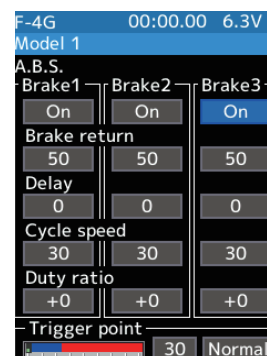 F-4G 00:00.00 6.3V
Model 1
A.B.S.
Brake1 Brake2 Brake3
On On On
Brake return
50 50 50
Delay
0 0 0
Cycle speed
30 30 30
Duty ratio
+0 +0 +0
Trigger point
30 Normal